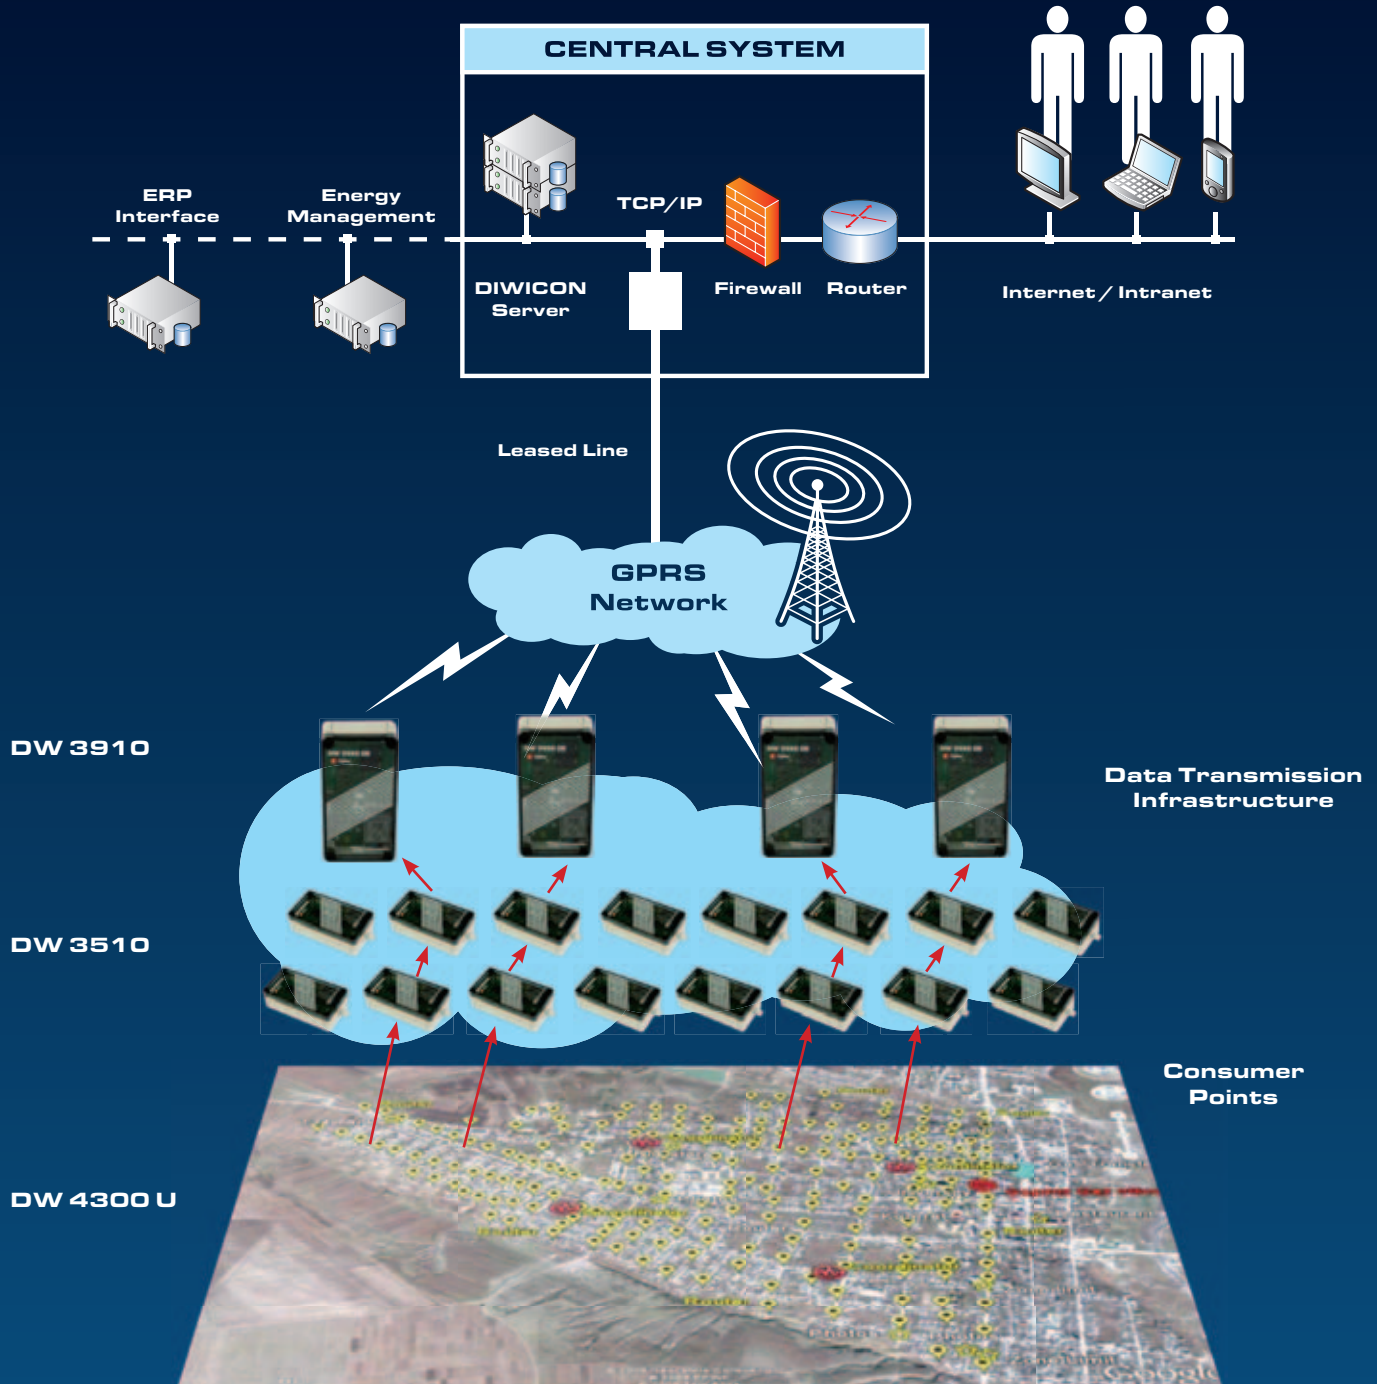 CENTRAL SYSTEM
ERP
Interface
Energy
Management
TCP/IP
DIWICON
Server
Firewall
Router
Internet / Intranet
Leased Line
GPRS
Network
DW 3910
Data Transmission
Infrastructure
DW 3510
Consumer
Points
DW 4300 U
Google